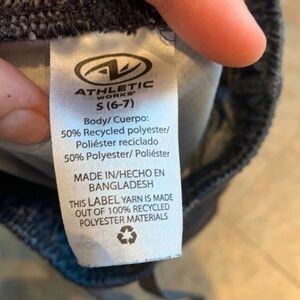 ATHLETIC
WORKS
S (6-7)
Body/ Cuerpo:
50% Recycled polyester/
Poliéster reciclado
50% Polyester/ Poliéster
MADE IN/HECHO EN
BANGLADESH
THIS LABEL YARN IS MADE
OUT OF 100% RECYCLED
POLYESTER MATERIALS